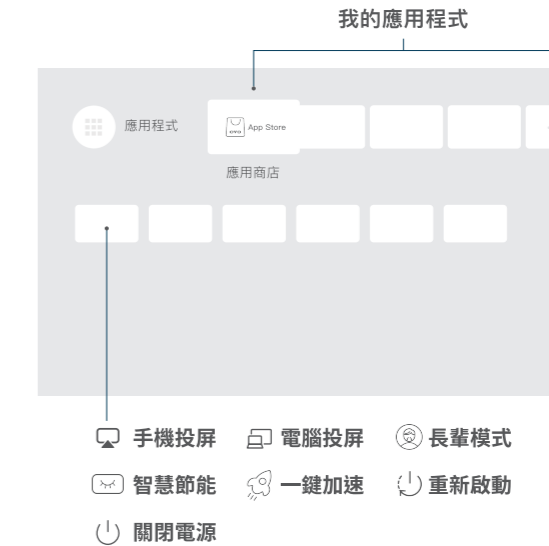 我的應用程式
應用程式
OVO App Store
應用商店
手機投屏 電腦投屏 長輩模式
智慧節能 一鍵加速 重新啟動
關閉電源